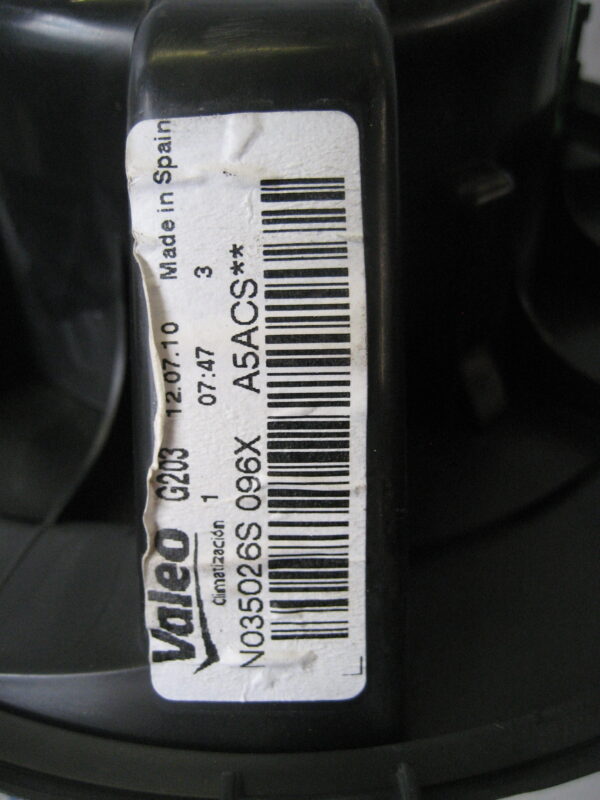 Valeo G203 12.07.10 Made in Spain
Climatización 1 07:47 3
N035026S 096X A5ACS**